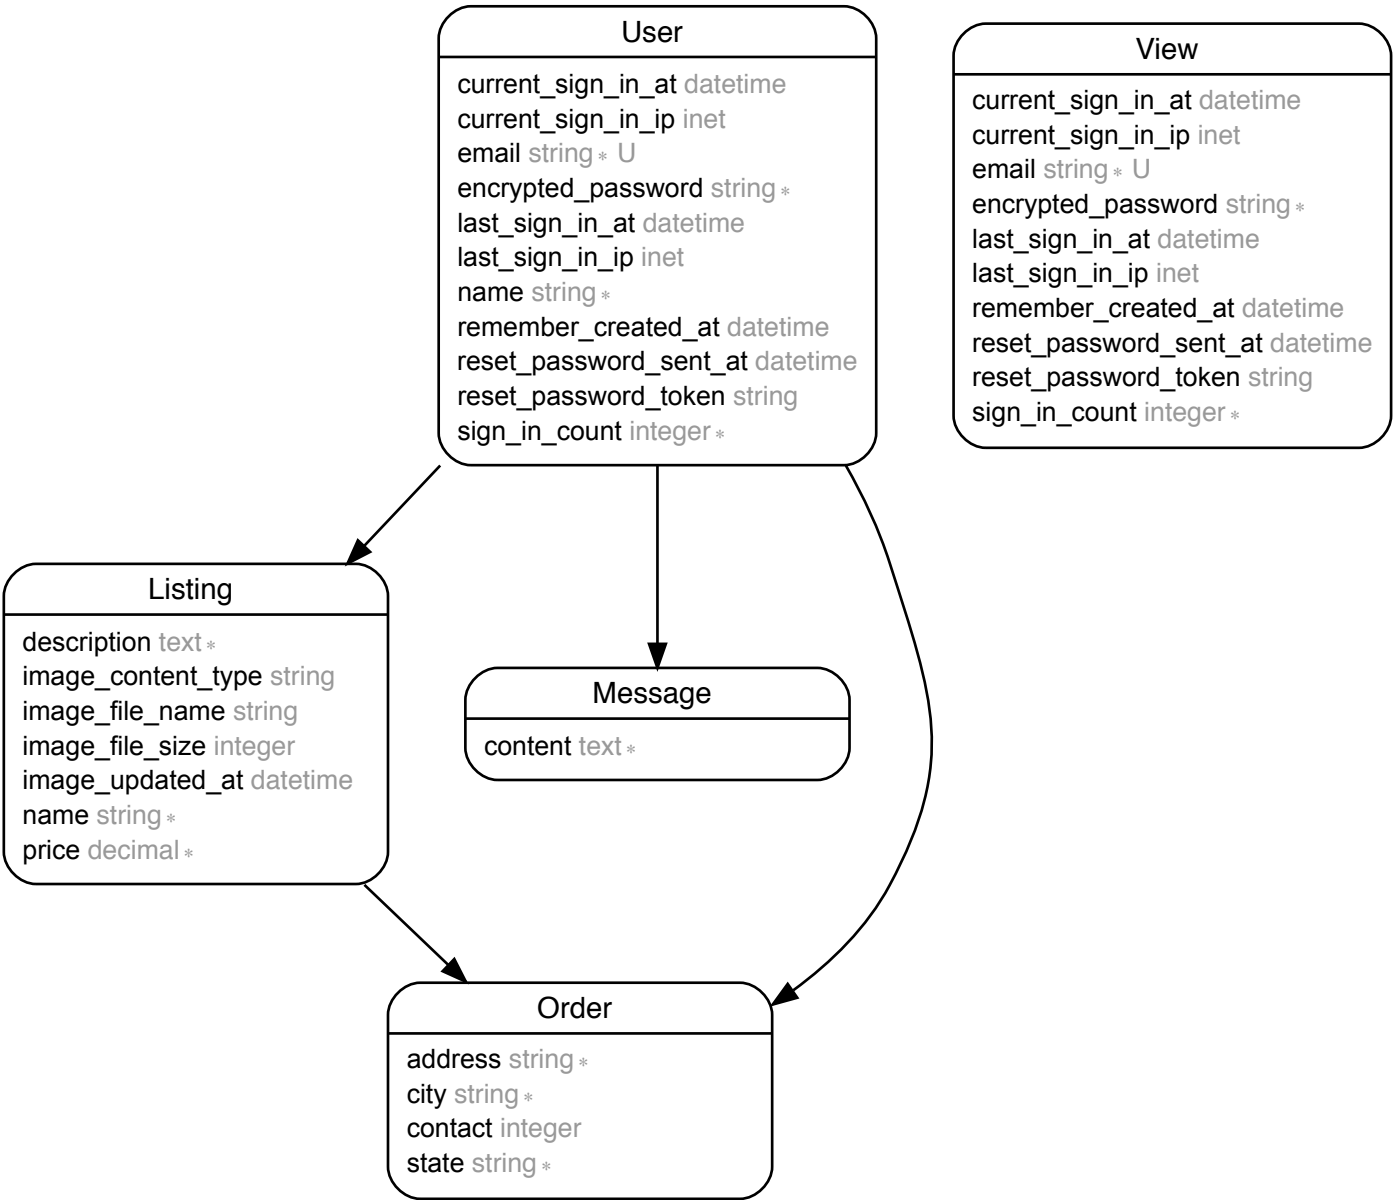 User
current_sign_in_at datetime
current_sign_in_ip inet
email string * U
encrypted_password string *
last_sign_in_at datetime
last_sign_in_ip inet
name string *
remember_created_at datetime
reset_password_sent_at datetime
reset_password_token string
sign_in_count integer *
View
current_sign_in_at datetime
current_sign_in_ip inet
email string * U
encrypted_password string *
last_sign_in_at datetime
last_sign_in_ip inet
remember_created_at datetime
reset_password_sent_at datetime
reset_password_token string
sign_in_count integer *
Listing
description text *
image_content_type string
image_file_name string
image_file_size integer
image_updated_at datetime
name string *
price decimal *
Message
content text *
Order
address string *
city string *
contact integer
state string *